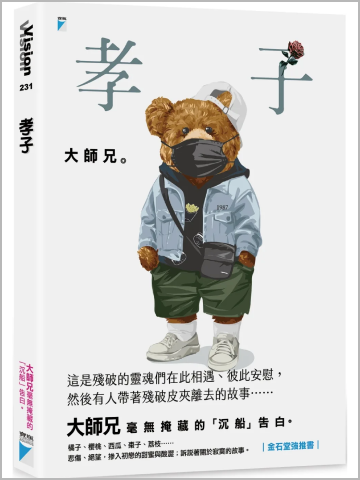 Vision
231
孝子
大師兄毫無掩藏的
「沉船」告白。
孝子
大師兄。
1987
這是殘破的靈魂們在此相遇、彼此安慰，
然後有人帶著殘破皮夾離去的故事……
大師兄毫無掩藏的「沉船」告白。
橘子、櫻桃、西瓜、棗子、荔枝……
悲傷、絕望，摻入初戀的甜蜜與酸澀；訴說著關於寂寞的故事。
｜金石堂強推書｜